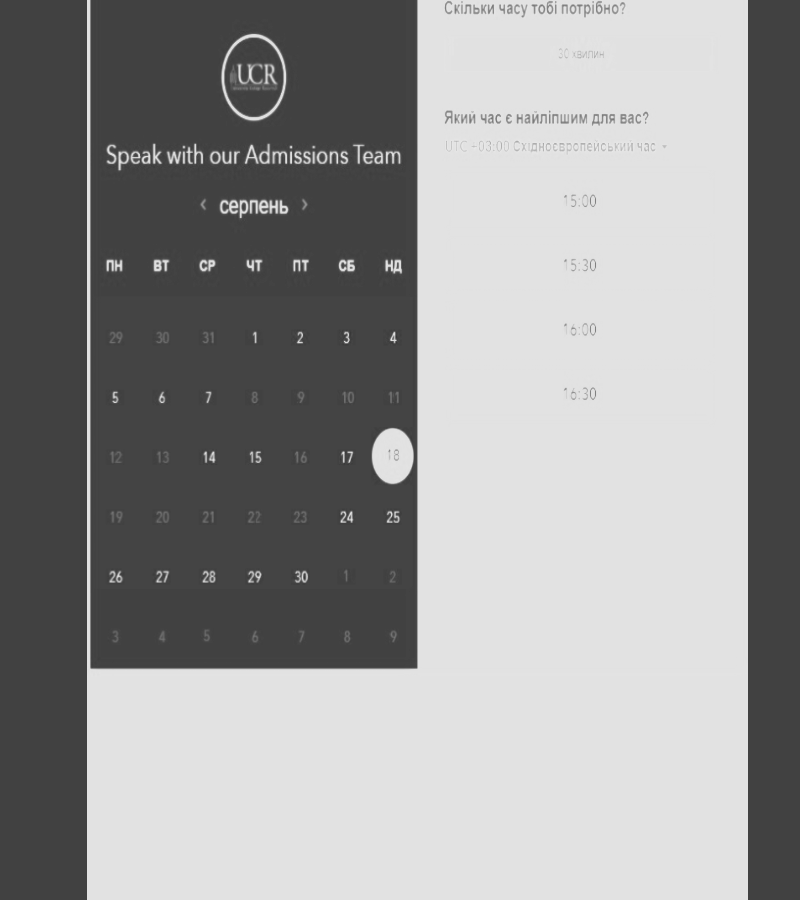 UCR
Speak with our Admissions Team
‹ серпень ›
ПН ВТ СР ЧТ ПТ СБ НД
29 30 31 1 2 3 4
5 6 7 8 9 10 11
12 13 14 15 16 17 18
19 20 21 22 23 24 25
26 27 28 29 30 1 2
3 4 5 6 7 8 9
Скільки часу тобі потрібно?
30 хвилин
Який час є найліпшим для вас?
UTC +03:00 Східноєвропейський час
15:00
15:30
16:00
16:30